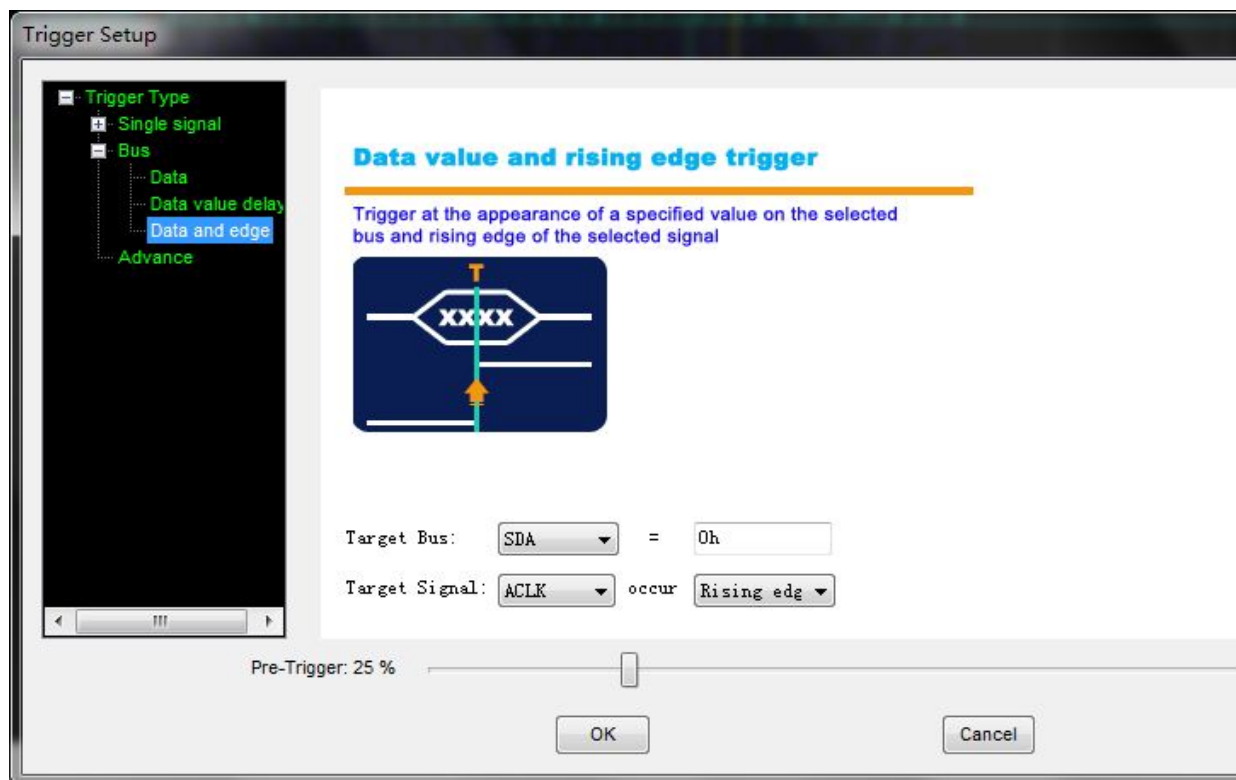 Trigger Setup
Trigger Type
Single signal
Bus
Data
Data value delay
Data and edge
Advance
Data value and rising edge trigger
Trigger at the appearance of a specified value on the selected
bus and rising edge of the selected signal
T
XXXX
Target Bus: SDA = 0h
Target Signal: ACLK occur Rising edg
Pre-Trigger: 25 %
OK Cancel